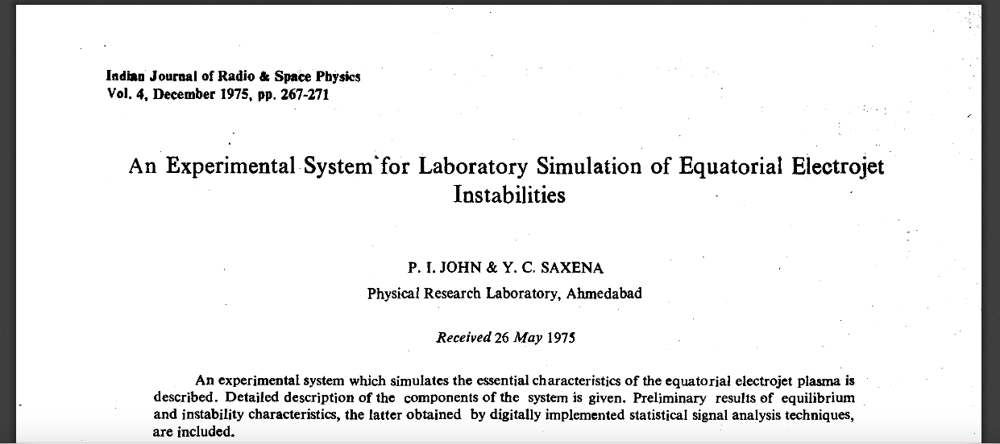 Indian Journal of Radio & Space Physics
Vol. 4, December 1975, pp. 267-271
An Experimental System for Laboratory Simulation of Equatorial Electrojet
Instabilities
P. I. JOHN & Y. C. SAXENA
Physical Research Laboratory, Ahmedabad
Received 26 May 1975
An experimental system which simulates the essential characteristics of the equatorial electrojet plasma is
described. Detailed description of the components of the system is given. Preliminary results of equilibrium
and instability characteristics, the latter obtained by digitally implemented statistical signal analysis techniques,
are included.